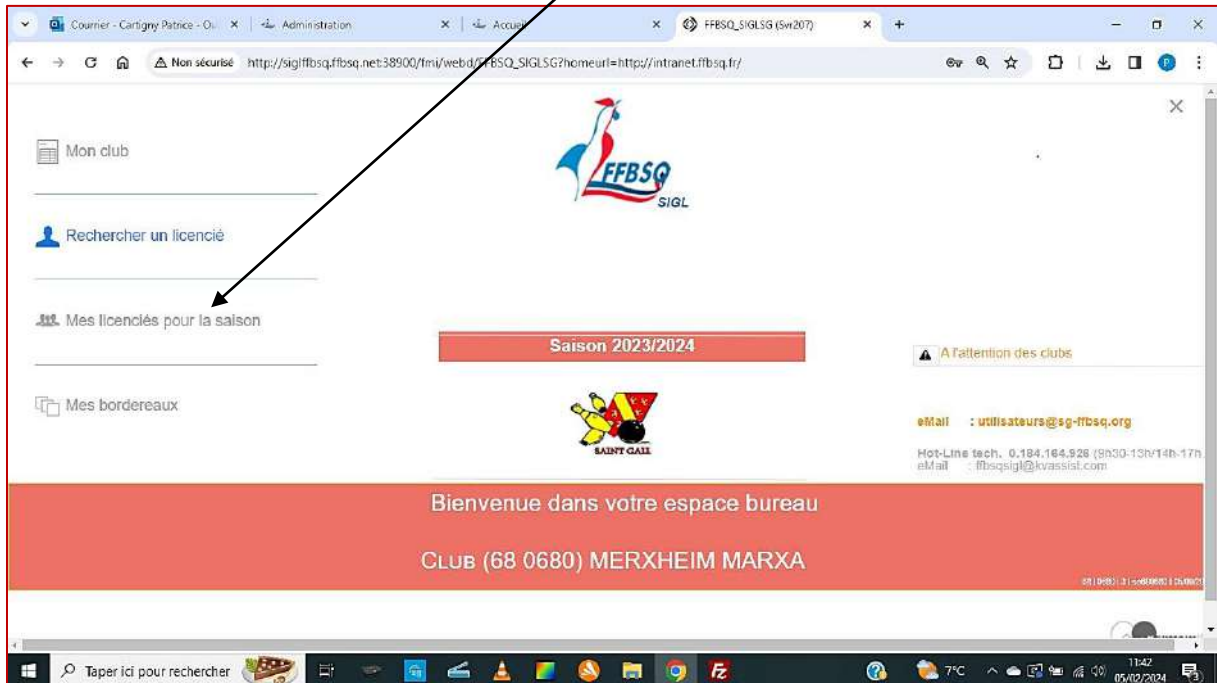 Courrier - Cartigny Patrice - Ou
Administration
Accueil
FFBSQ_SIGLSG (Svr207)
Non sécurisé
http://siglffbsq.ffbsq.net:38900/fmi/webd/FFBSQ_SIGLSG?homeurl=http://intranet.ffbsq.fr/
P
Mon club
FFBSQ
SIGL
Rechercher un licencié
Mes licenciés pour la saison
Saison 2023/2024
A l'attention des clubs
Mes bordereaux
SAINT GALL
eMail : utilisateurs@sg-ffbsq.org
Hot-Line tech. 0.184.164.926 (9h30-13h/14h-17h
eMail : ffbsqsigl@kvassist.com
Bienvenue dans votre espace bureau
CLUB (68 0680) MERXHEIM MARXA
Taper ici pour rechercher
7°C
11:42
05/02/2024